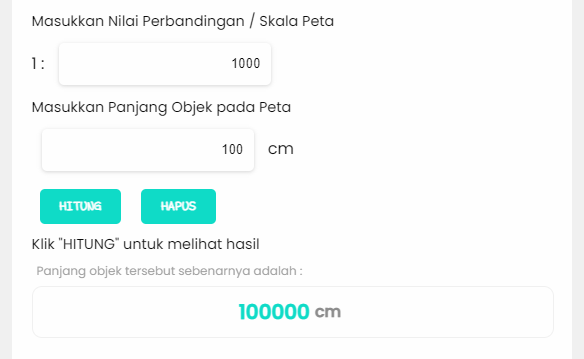 Masukkan Nilai Perbandingan / Skala Peta
1 : 1000
Masukkan Panjang Objek pada Peta
100 cm
HITUNG HAPUS
Klik "HITUNG" untuk melihat hasil
Panjang objek tersebut sebenarnya adalah :
100000 cm